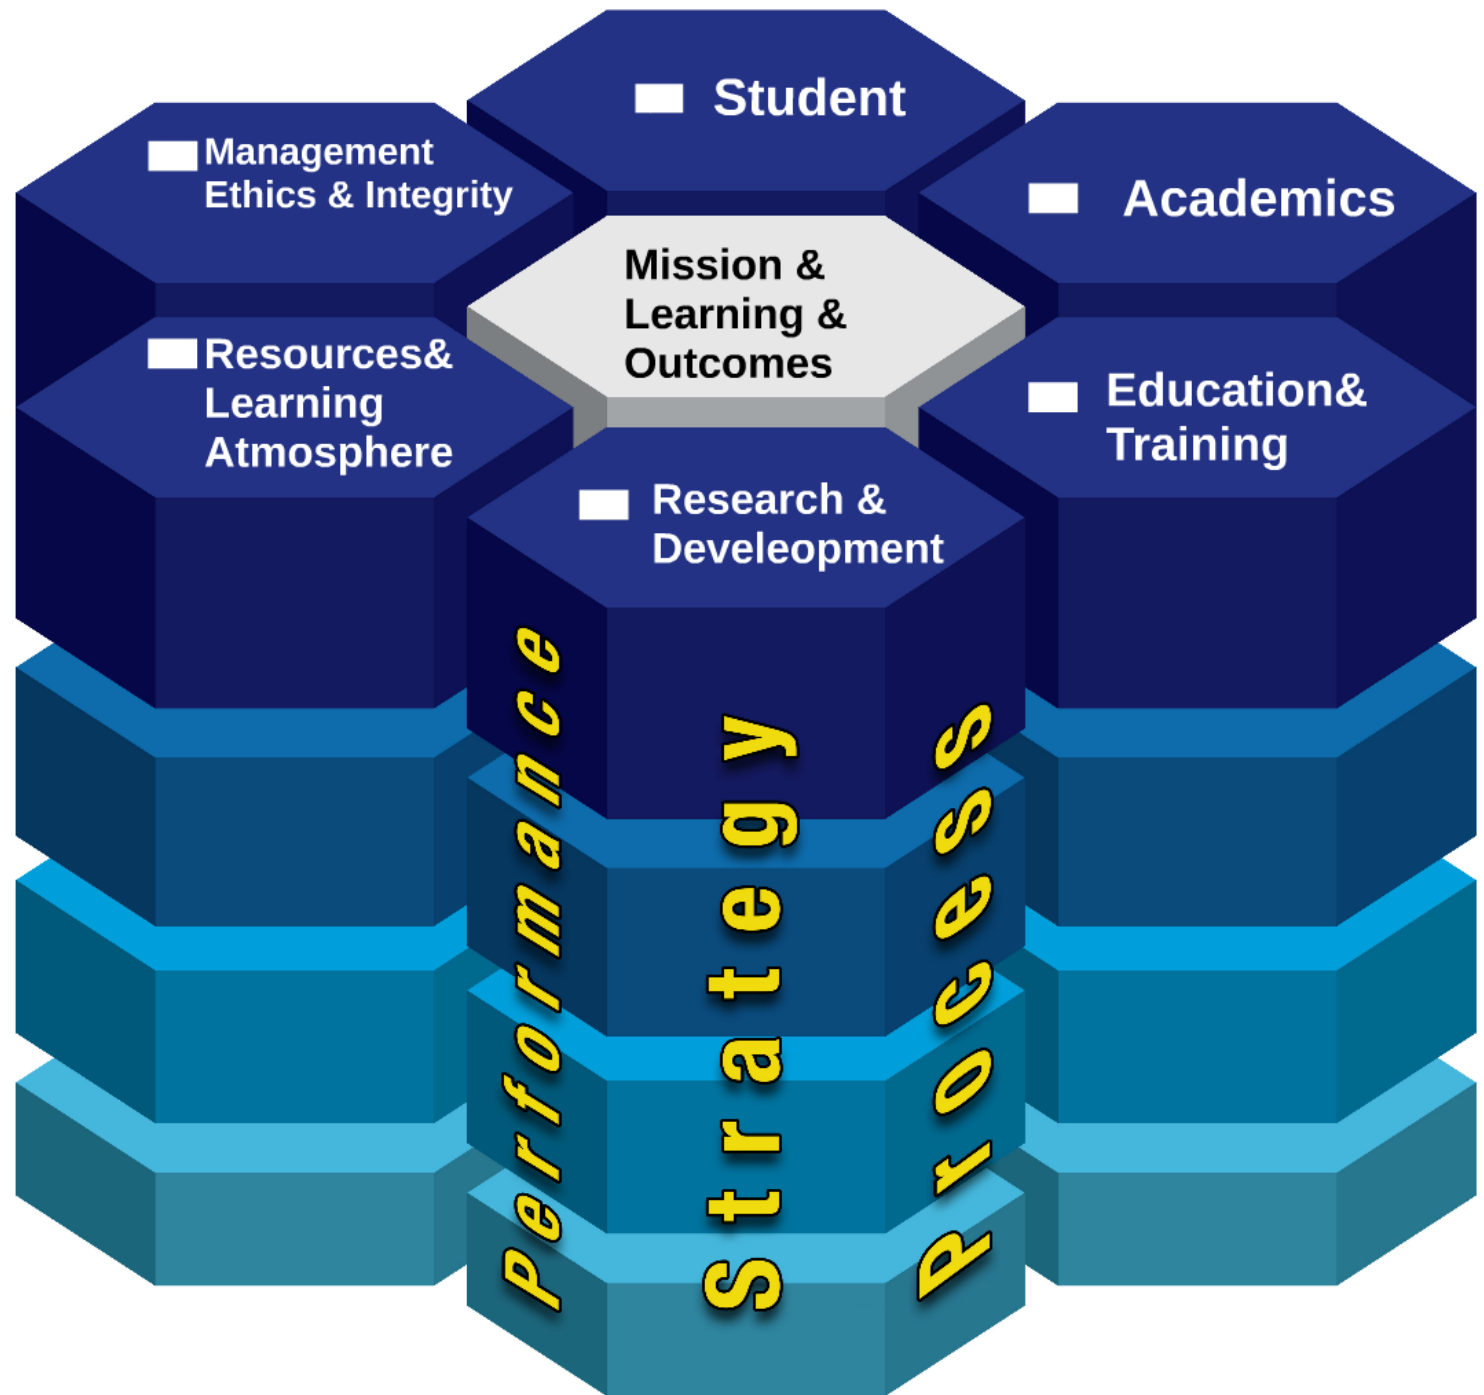 Student
Management
Ethics & Integrity
Academics
Mission &
Learning &
Outcomes
Resources&
Learning
Atmosphere
Education&
Training
Research &
Develeopment
Performance
Strategy
Process